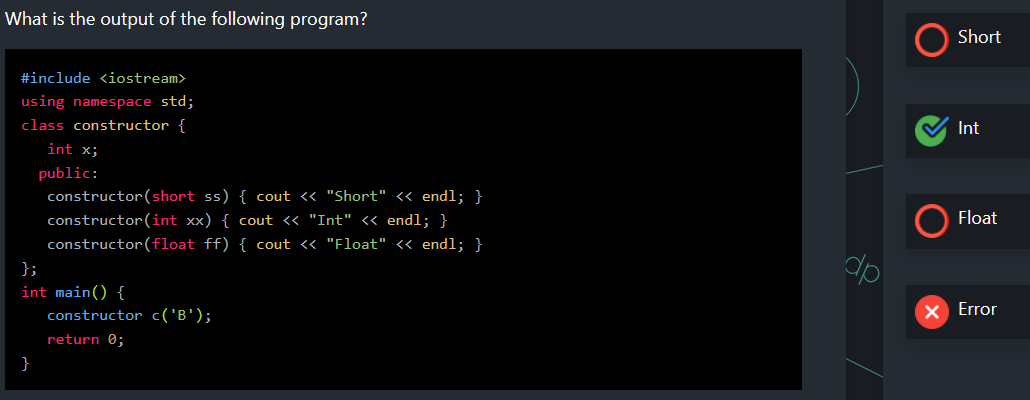 What is the output of the following program?
#include <iostream>
using namespace std;
class constructor {
int x;
public:
constructor(short ss) { cout << "Short" << endl; }
constructor(int xx) { cout << "Int" << endl; }
constructor(float ff) { cout << "Float" << endl; }
};
int main() {
constructor c('B');
return 0;
}
Short
Int
Float
Error